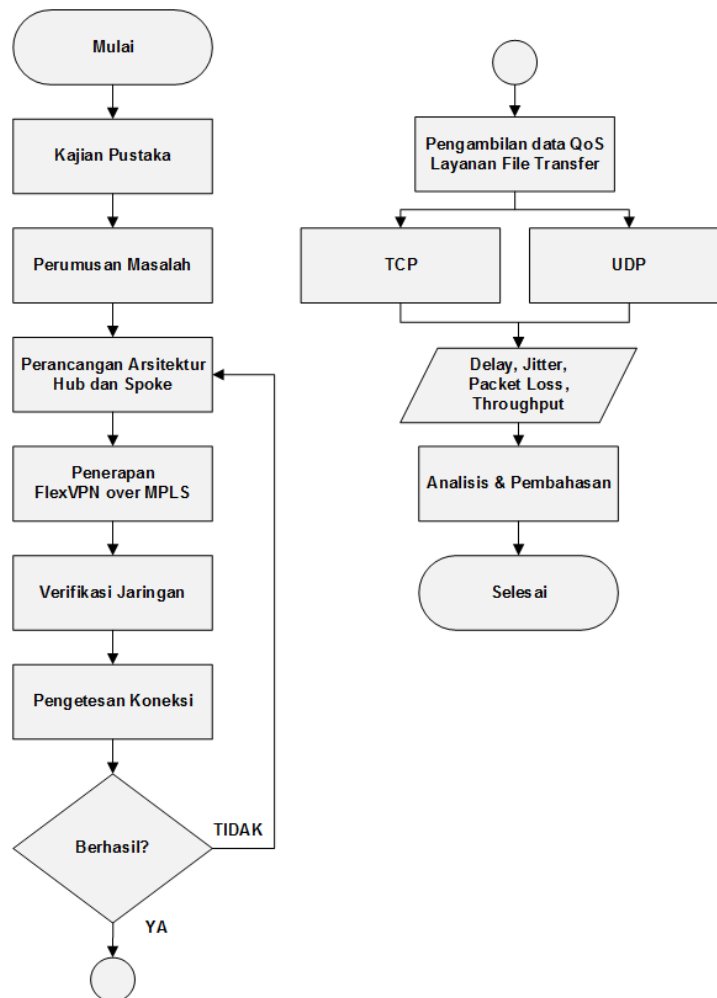 Mulai
Kajian Pustaka
Perumusan Masalah
Perancangan Arsitektur
Hub dan Spoke
Penerapan
FlexVPN over MPLS
Verifikasi Jaringan
Pengetesan Koneksi
Berhasil?
TIDAK
YA
Pengambilan data QoS
Layanan File Transfer
TCP
UDP
Delay, Jitter,
Packet Loss,
Throughput
Analisis & Pembahasan
Selesai